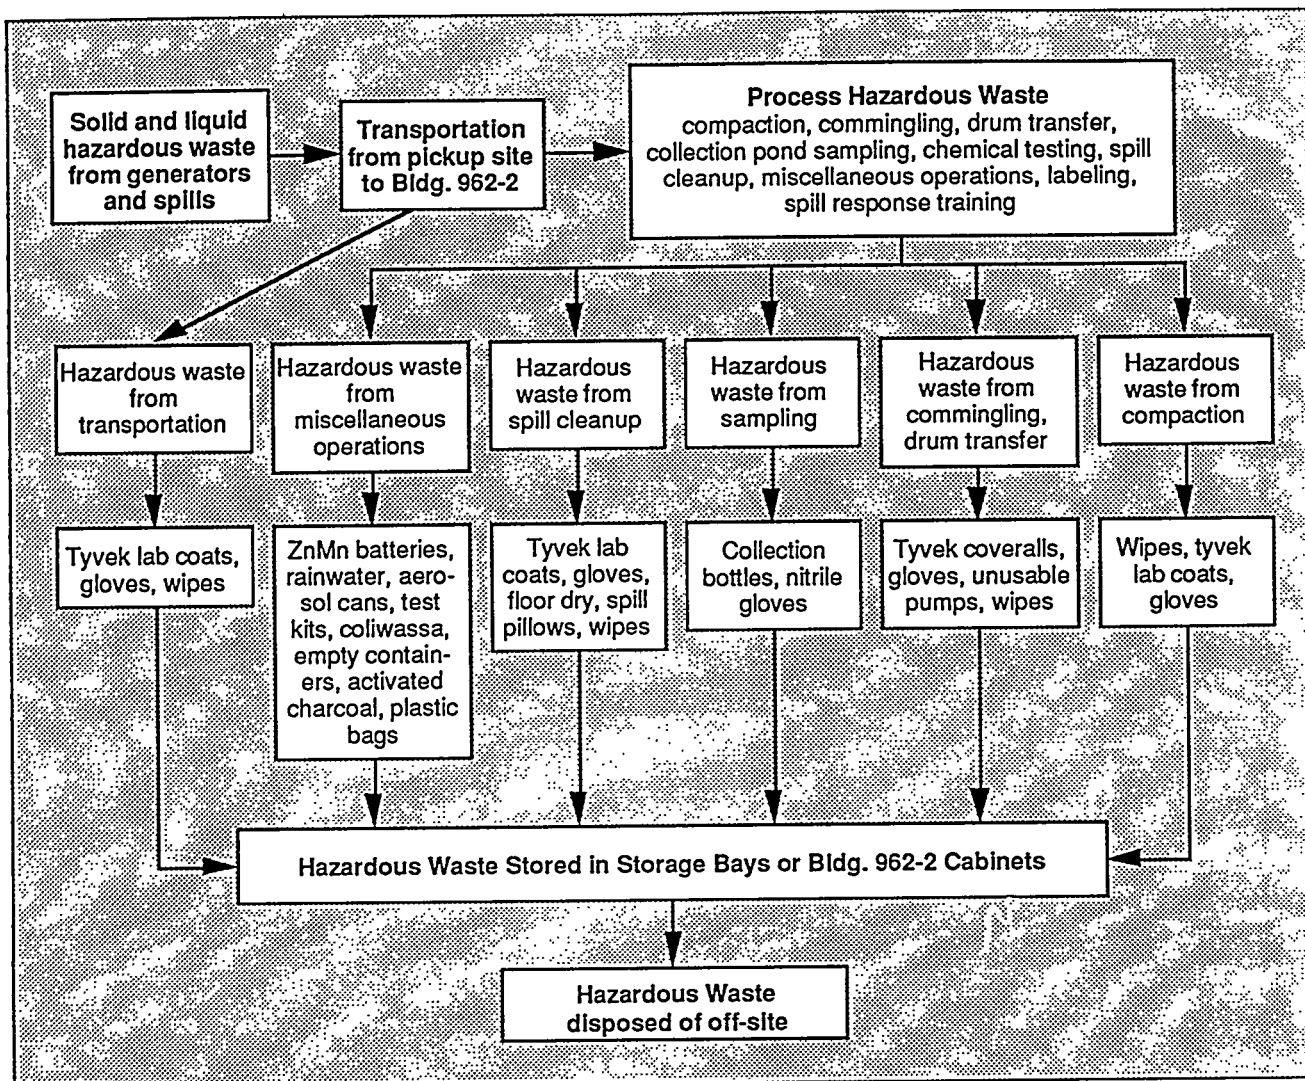 Solid and liquid
hazardous waste
from generators
and spills
Transportation
from pickup site
to Bldg. 962-2
Process Hazardous Waste
compaction, commingling, drum transfer,
collection pond sampling, chemical testing, spill
cleanup, miscellaneous operations, labeling,
spill response training
Hazardous waste
from
transportation
Hazardous waste
from
miscellaneous
operations
Hazardous
waste from
spill cleanup
Hazardous
waste from
sampling
Hazardous
waste from
commingling,
drum transfer
Hazardous
waste from
compaction
Tyvek lab coats,
gloves, wipes
ZnMn batteries,
rainwater, aero-
sol cans, test
kits, coliwassa,
empty contain-
ers, activated
charcoal, plastic
bags
Tyvek lab
coats, gloves,
floor dry, spill
pillows, wipes
Collection
bottles, nitrile
gloves
Tyvek coveralls,
gloves, unusable
pumps, wipes
Wipes, tyvek
lab coats,
gloves
Hazardous Waste Stored in Storage Bays or Bldg. 962-2 Cabinets
Hazardous Waste
disposed of off-site